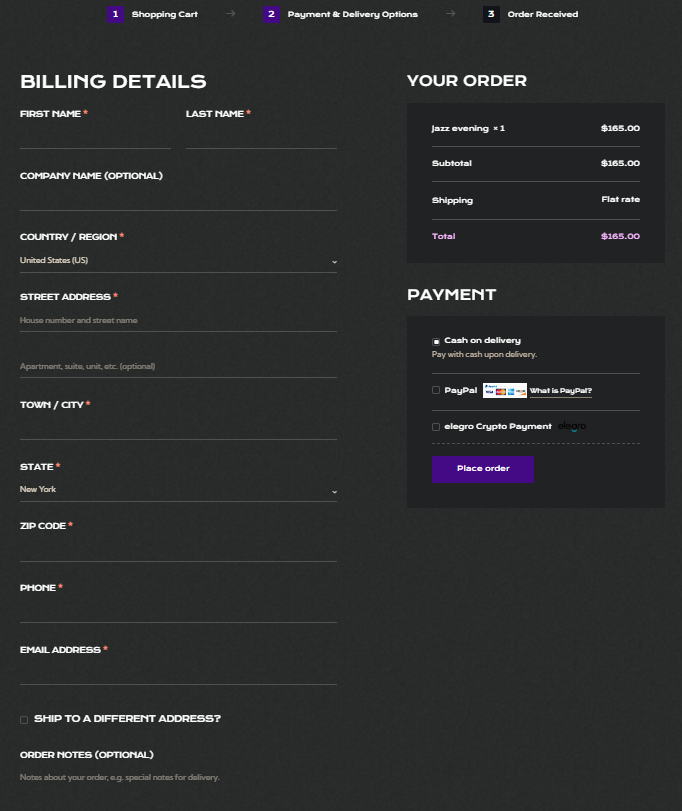 1 Shopping Cart → 2 Payment & Delivery Options → 3 Order Received
BILLING DETAILS
FIRST NAME * LAST NAME *
COMPANY NAME (OPTIONAL)
COUNTRY / REGION *
United States (US)
STREET ADDRESS *
House number and street name
Apartment, suite, unit, etc. (optional)
TOWN / CITY *
STATE *
New York
ZIP CODE *
PHONE *
EMAIL ADDRESS *
SHIP TO A DIFFERENT ADDRESS?
ORDER NOTES (OPTIONAL)
Notes about your order, e.g. special notes for delivery.
YOUR ORDER
Jazz evening × 1 $165.00
Subtotal $165.00
Shipping Flat rate
Total $165.00
PAYMENT
Cash on delivery
Pay with cash upon delivery.
PayPal What is PayPal?
elegro Crypto Payment elegro
Place order